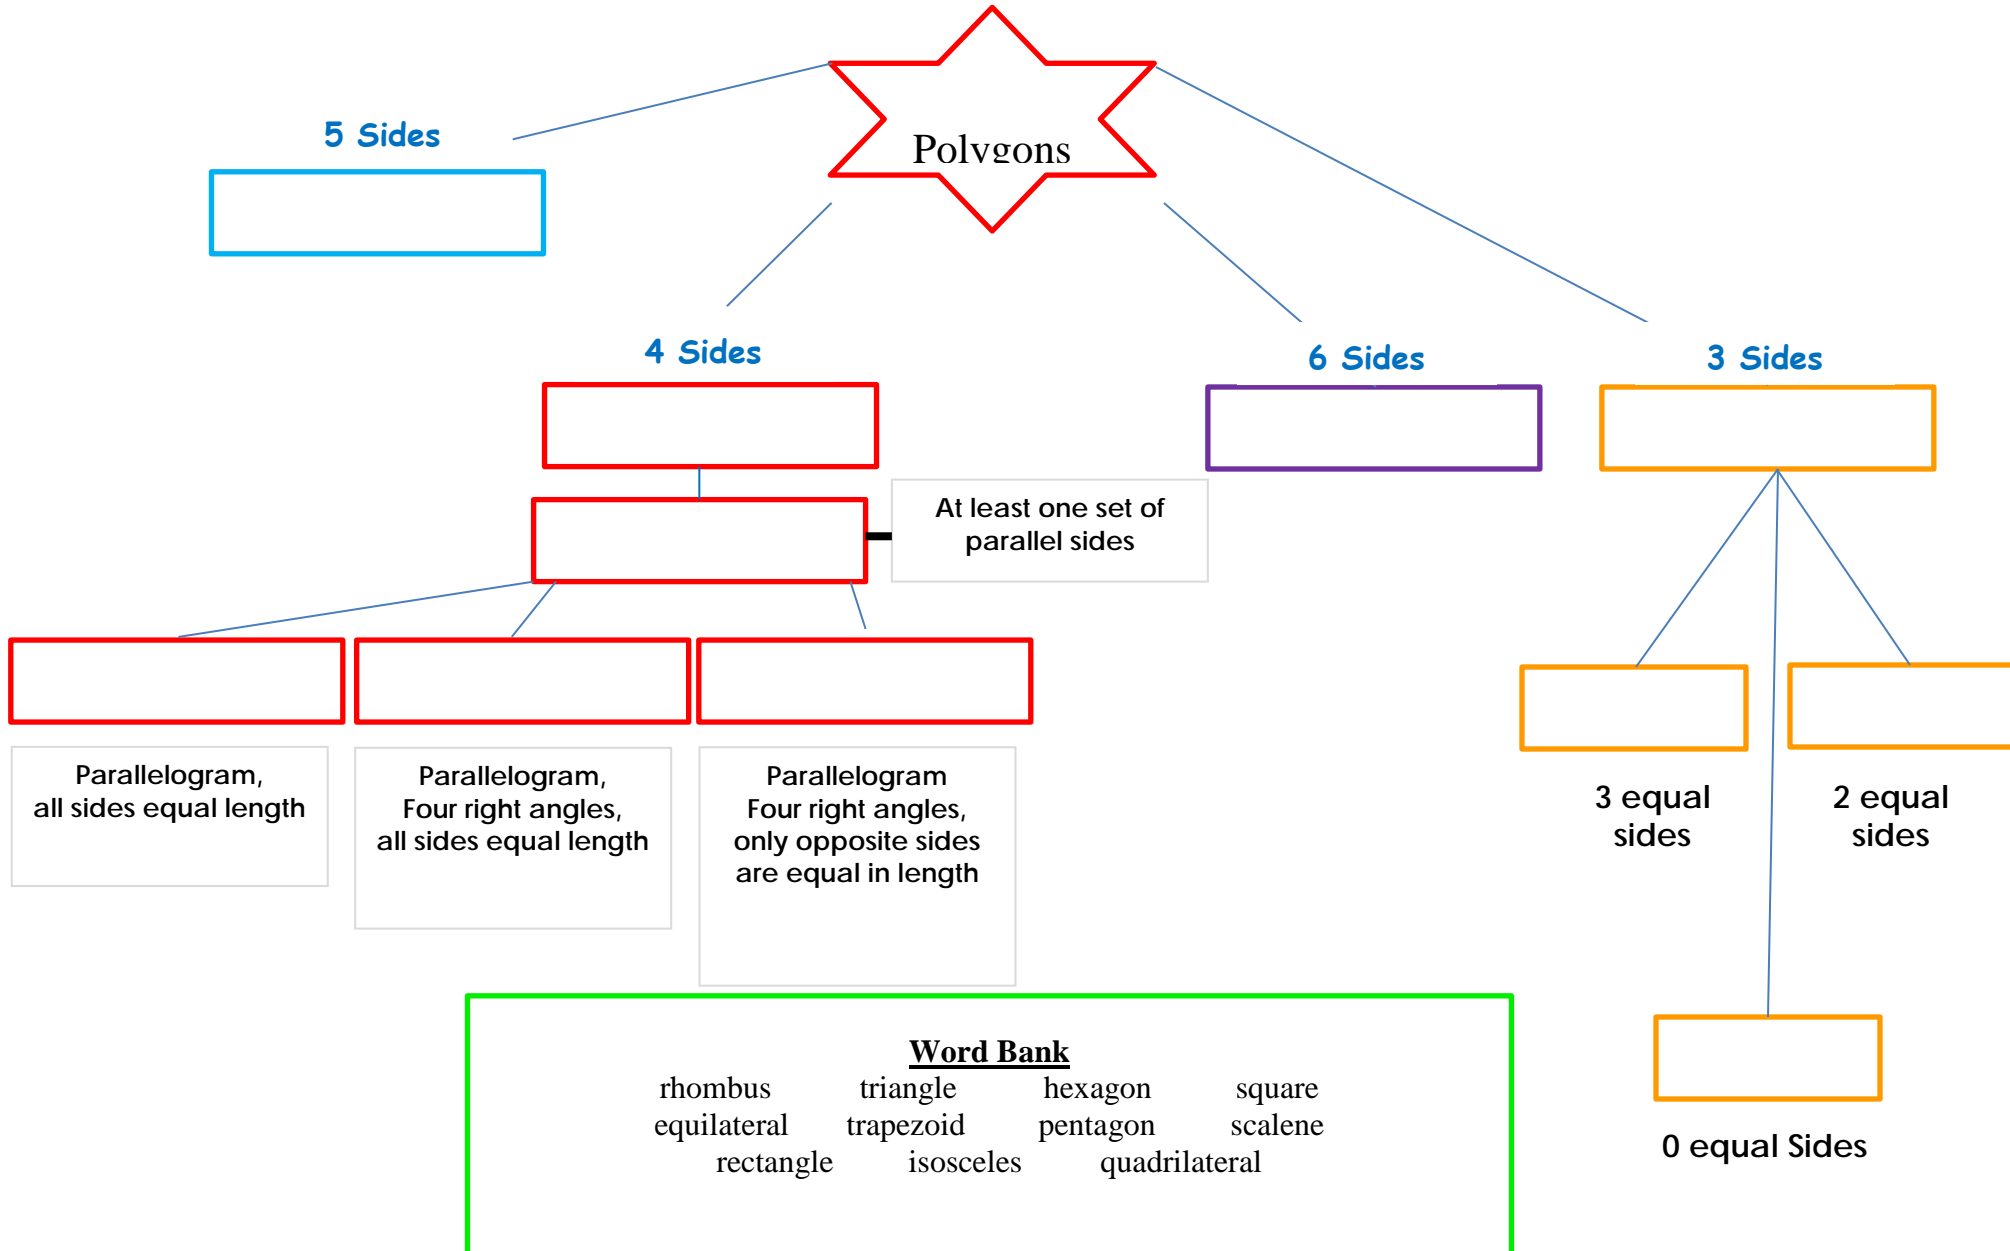 Polygons
5 Sides
4 Sides
6 Sides
3 Sides
At least one set of
parallel sides
Parallelogram,
all sides equal length
Parallelogram,
Four right angles,
all sides equal length
Parallelogram
Four right angles,
only opposite sides
are equal in length
3 equal
sides
2 equal
sides
0 equal Sides
Word Bank
rhombus triangle hexagon square
equilateral trapezoid pentagon scalene
rectangle isosceles quadrilateral